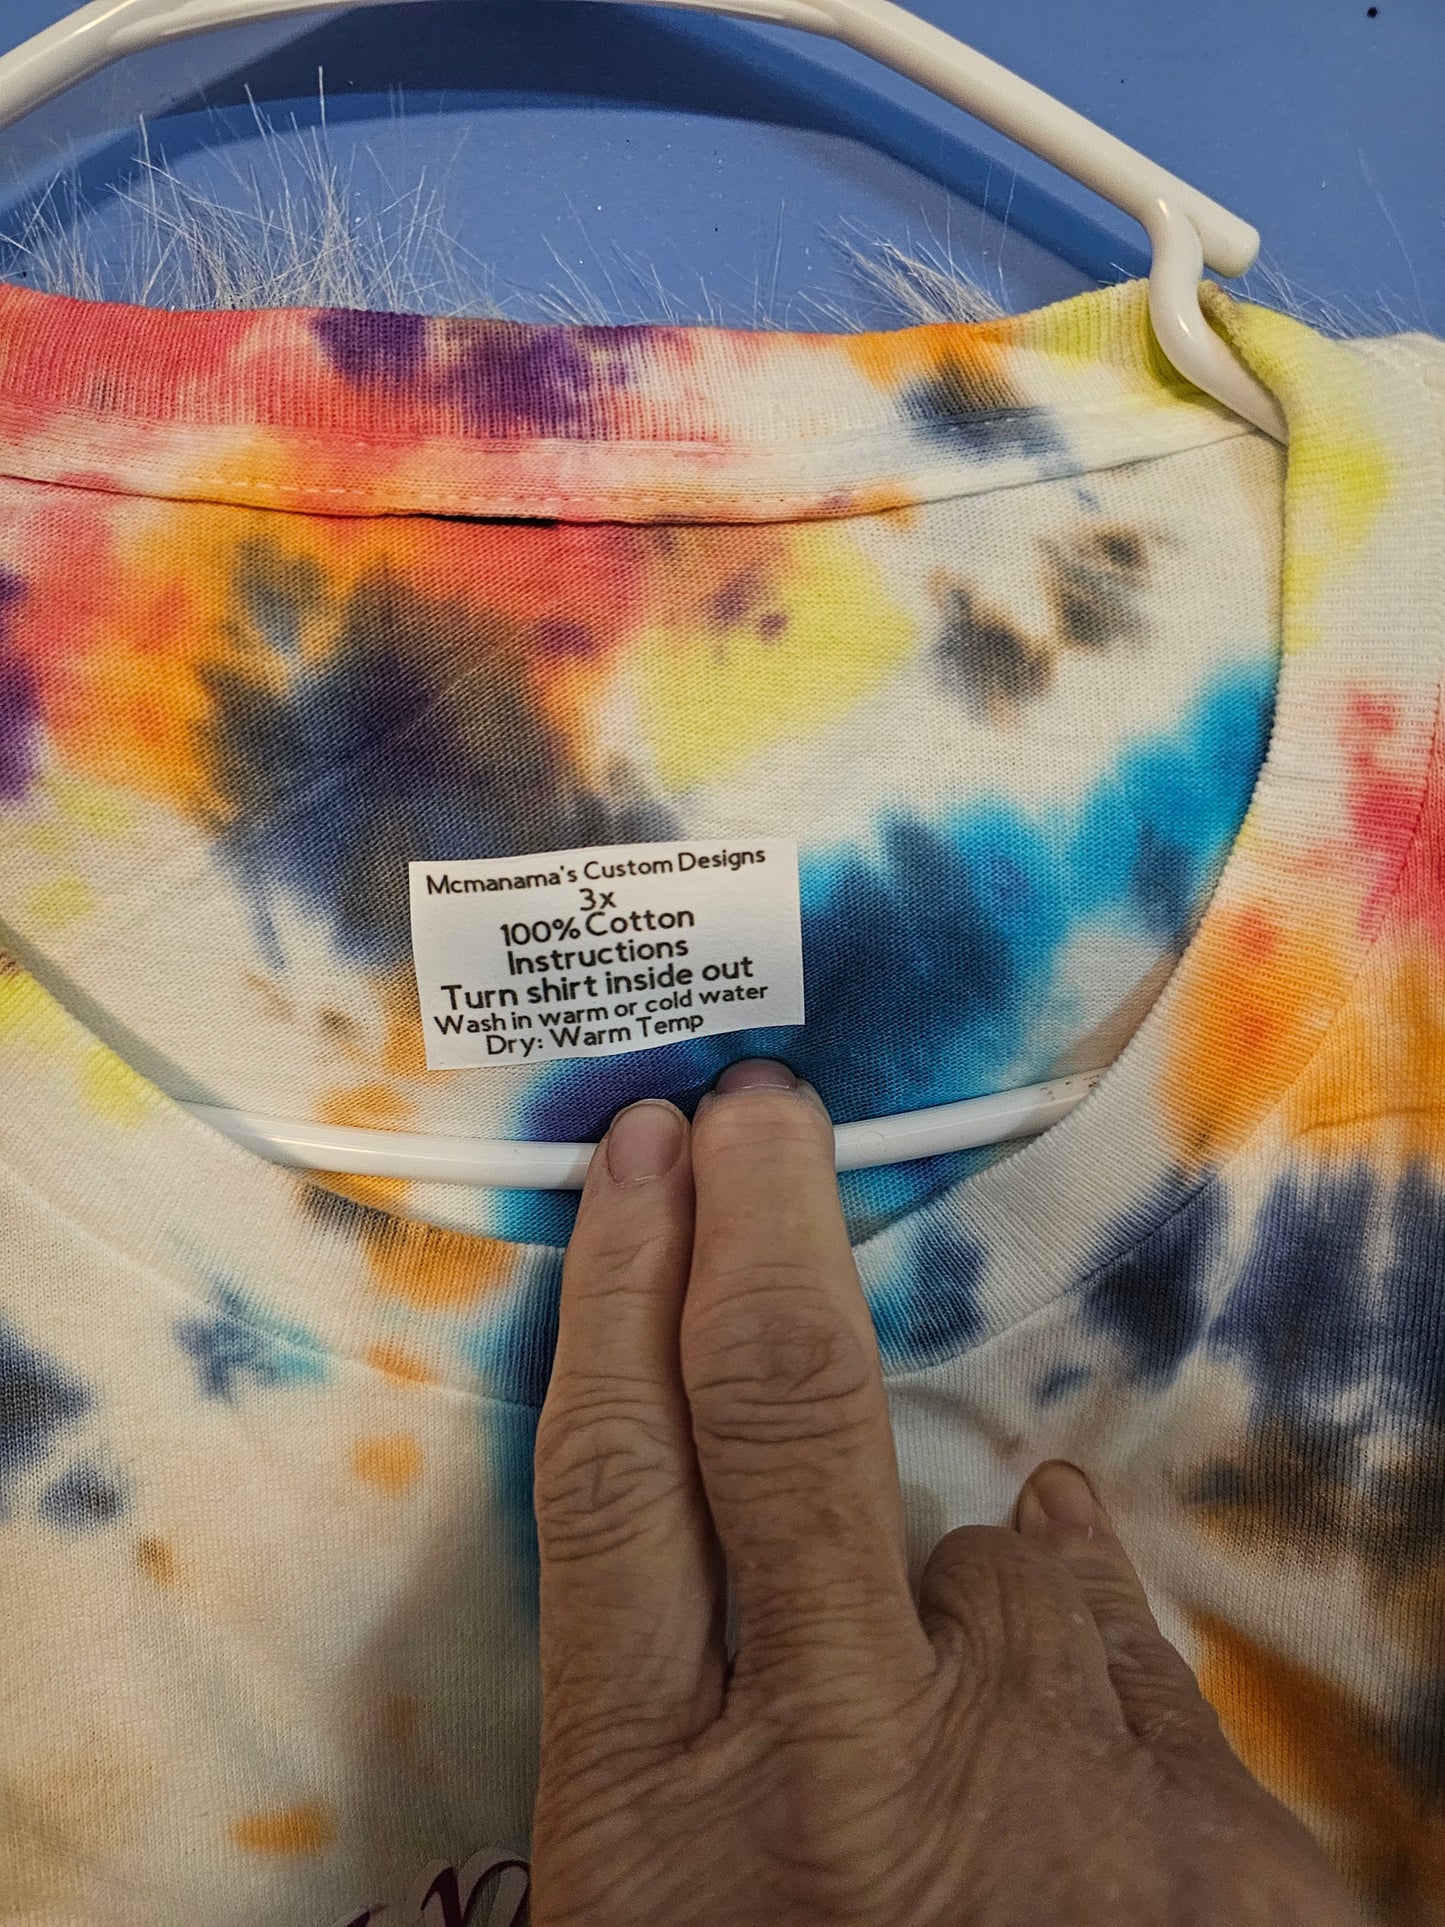 Mcmanama's Custom Designs
3x
100% Cotton
Instructions
Turn shirt inside out
Wash in warm or cold water
Dry: Warm Temp